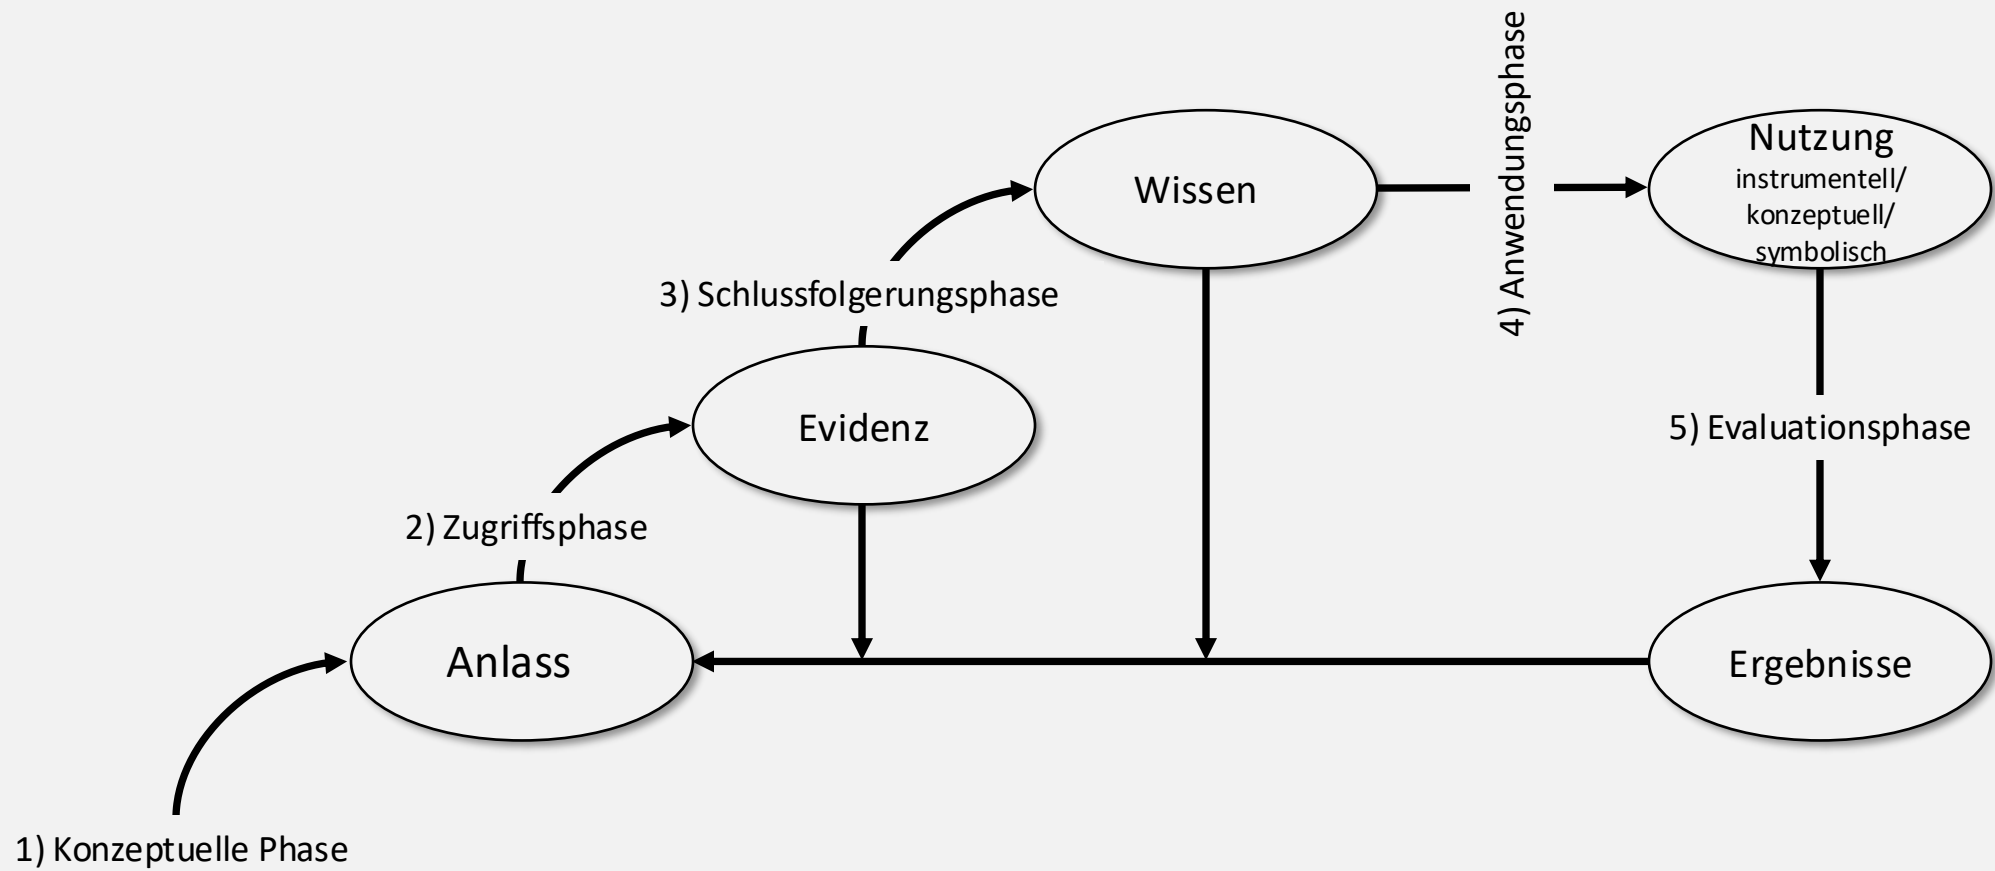 1) Konzeptuelle Phase
Anlass
2) Zugriffsphase
Evidenz
3) Schlussfolgerungsphase
Wissen
4) Anwendungsphase
Nutzung
instrumentell/
konzeptuell/
symbolisch
5) Evaluationsphase
Ergebnisse